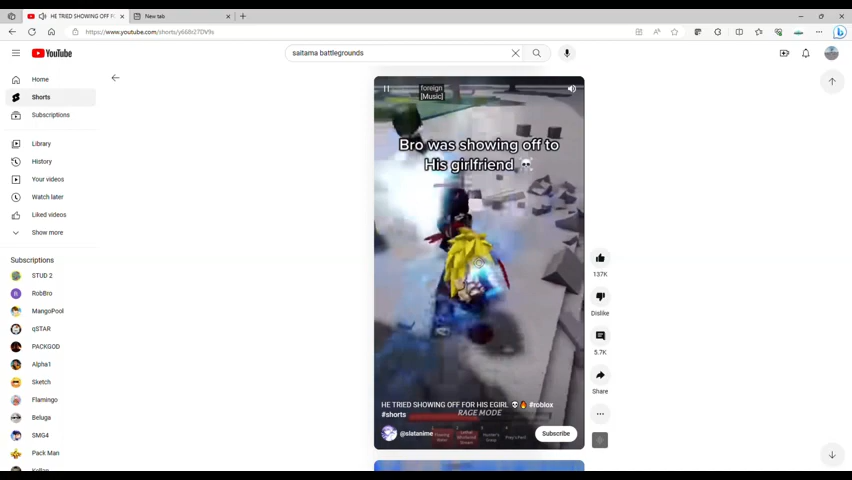 HE TRIED SHOWING OFF FO
New tab
https://www.youtube.com/shorts/y668t27DV9s
YouTube
saitama battlegrounds
Home
Shorts
Subscriptions
Library
History
Your videos
Watch later
Liked videos
Show more
Subscriptions
STUD 2
RobBro
MangoPool
qSTAR
PACKGOD
Alpha1
Sketch
Flamingo
Beluga
SMG4
Pack Man
foreign
[Music]
Bro was showing off to
His girlfriend ☠
HE TRIED SHOWING OFF FOR HIS EGIRL 💀🔥 #roblox
#shorts
RAGE MODE
@slatanime
Subscribe
137K
Dislike
5.7K
Share